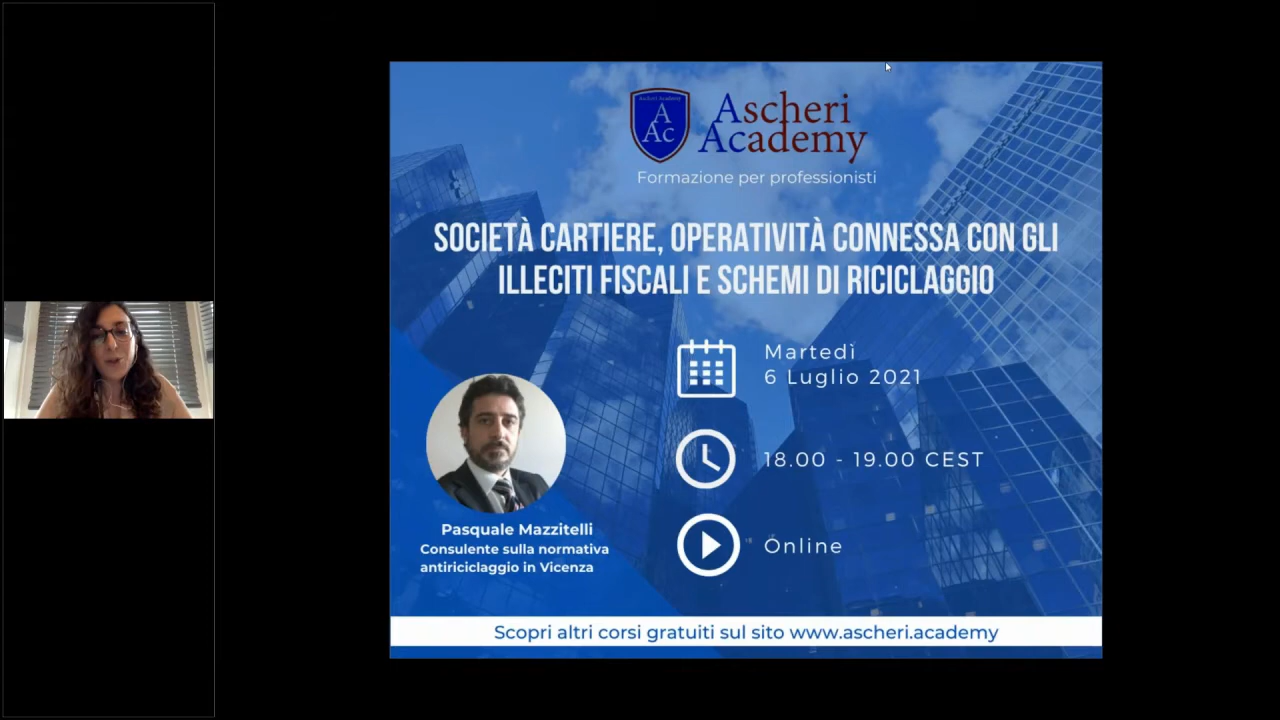 Ascheri Academy
A
Ac
Ascheri
Academy
Formazione per professionisti
SOCIETÀ CARTIERE, OPERATIVITÀ CONNESSA CON GLI
ILLECITI FISCALI E SCHEMI DI RICICLAGGIO
Martedì
6 Luglio 2021
18.00 - 19.00 CEST
Online
Pasquale Mazzitelli
Consulente sulla normativa
antiriciclaggio in Vicenza
Scopri altri corsi gratuiti sul sito www.ascheri.academy